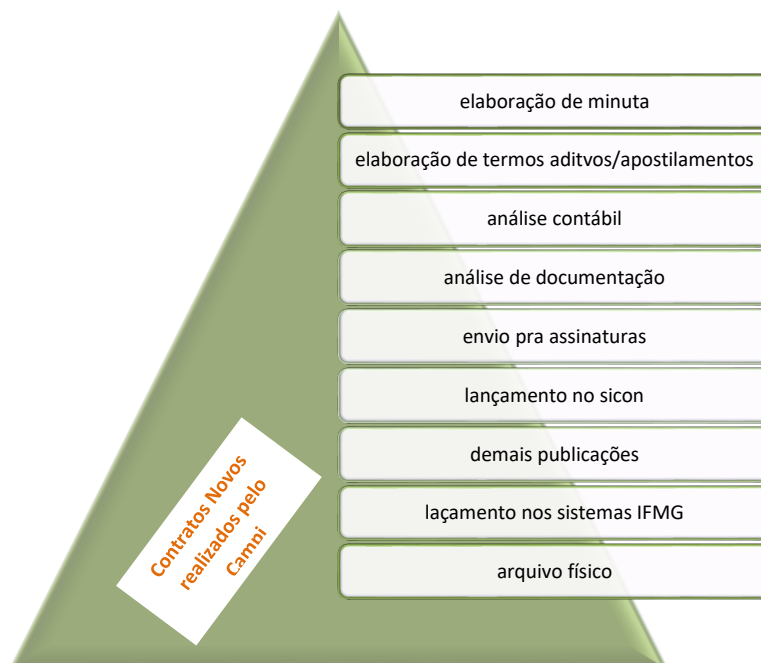 elaboração de minuta
elaboração de termos aditvos/apostilamentos
análise contábil
análise de documentação
envio pra assinaturas
lançamento no sicon
demais publicações
laçamento nos sistemas IFMG
arquivo físico
Contratos Novos
realizados pelo
Campi